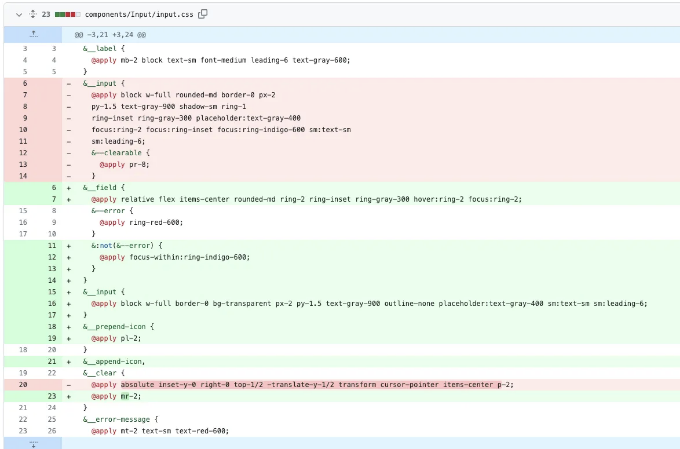 23 components/Input/input.css
@@ -3,21 +3,24 @@
3 3 &__label {
4 4 @apply mb-2 block text-sm font-medium leading-6 text-gray-600;
5 5 }
6 - &__input {
7 - @apply block w-full rounded-md border-0 px-2
8 - py-1.5 text-gray-900 shadow-sm ring-1
9 - ring-inset ring-gray-300 placeholder:text-gray-400
10 - focus:ring-2 focus:ring-inset focus:ring-indigo-600 sm:text-sm
11 - sm:leading-6;
12 - &--clearable {
13 - @apply pr-8;
14 - }
6 + &__field {
7 + @apply relative flex items-center rounded-md ring-2 ring-inset ring-gray-300 hover:ring-2 focus:ring-2;
15 8 &--error {
16 9 @apply ring-red-600;
17 10 }
11 + &:not(&--error) {
12 + @apply focus-within:ring-indigo-600;
13 + }
14 + }
15 + &__input {
16 + @apply block w-full border-0 bg-transparent px-2 py-1.5 text-gray-900 outline-none placeholder:text-gray-400 sm:text-sm sm:leading-6;
17 + }
18 + &__prepend-icon {
19 + @apply pl-2;
18 20 }
21 + &__append-icon,
19 22 &__clear {
20 - @apply absolute inset-y-0 right-0 top-1/2 -translate-y-1/2 transform cursor-pointer items-center p-2;
23 + @apply mr-2;
21 24 }
22 25 &__error-message {
23 26 @apply mt-2 text-sm text-red-600;